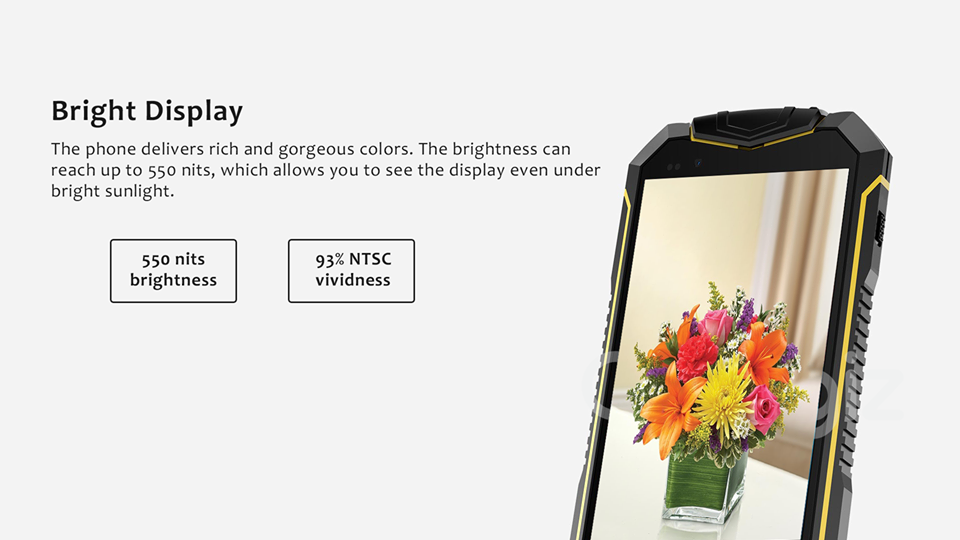 Bright Display
The phone delivers rich and gorgeous colors. The brightness can
reach up to 550 nits, which allows you to see the display even under
bright sunlight.
550 nits
brightness
93% NTSC
vividness